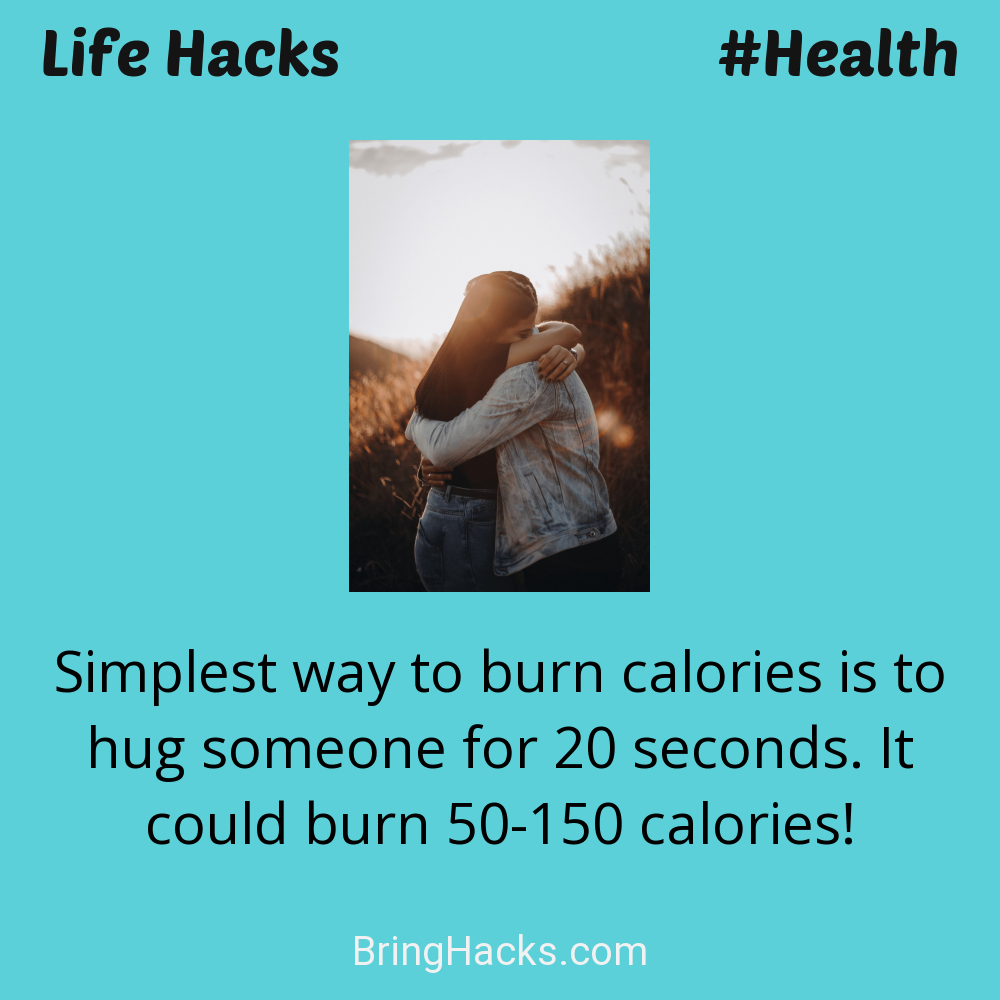 Life Hacks
#Health
Simplest way to burn calories is to
hug someone for 20 seconds. It
could burn 50-150 calories!
BringHacks.com